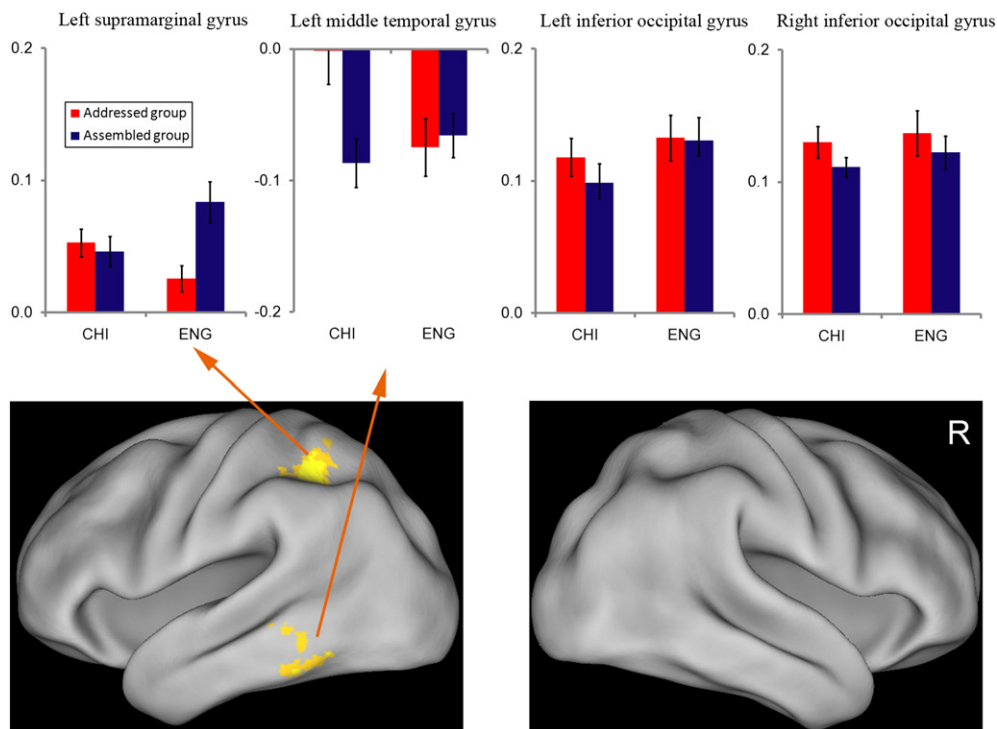 Left supramarginal gyrus
Left middle temporal gyrus
Left inferior occipital gyrus
Right inferior occipital gyrus
0.2
0.1
0.0
Addressed group
Assembled group
CHI
ENG
0.0
-0.1
-0.2
CHI
ENG
0.2
0.1
0.0
CHI
ENG
0.2
0.1
0.0
CHI
ENG
R